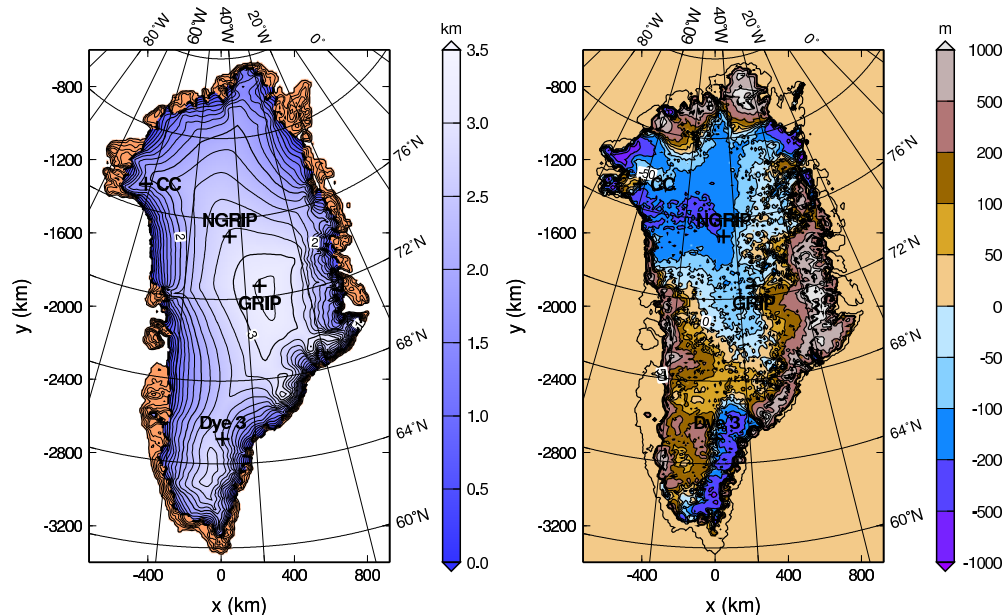 80°W 60°W 40°W 20°W 0°
km
3.5
3.0
2.5
2.0
1.5
1.0
0.5
0.0
-800
-1200
-1600
-2000
-2400
-2800
-3200
y (km)
76°N
72°N
68°N
64°N
60°N
CC
NGRIP
GRIP
Dye 3
2
2
3
-400 0 400 800
x (km)
80°W 60°W 40°W 20°W 0°
m
1000
500
200
100
50
0
-50
-100
-200
-500
-1000
-800
-1200
-1600
-2000
-2400
-2800
-3200
y (km)
76°N
72°N
68°N
64°N
60°N
-50
CC
NGRIP
GRIP
Dye 3
-400 0 400 800
x (km)